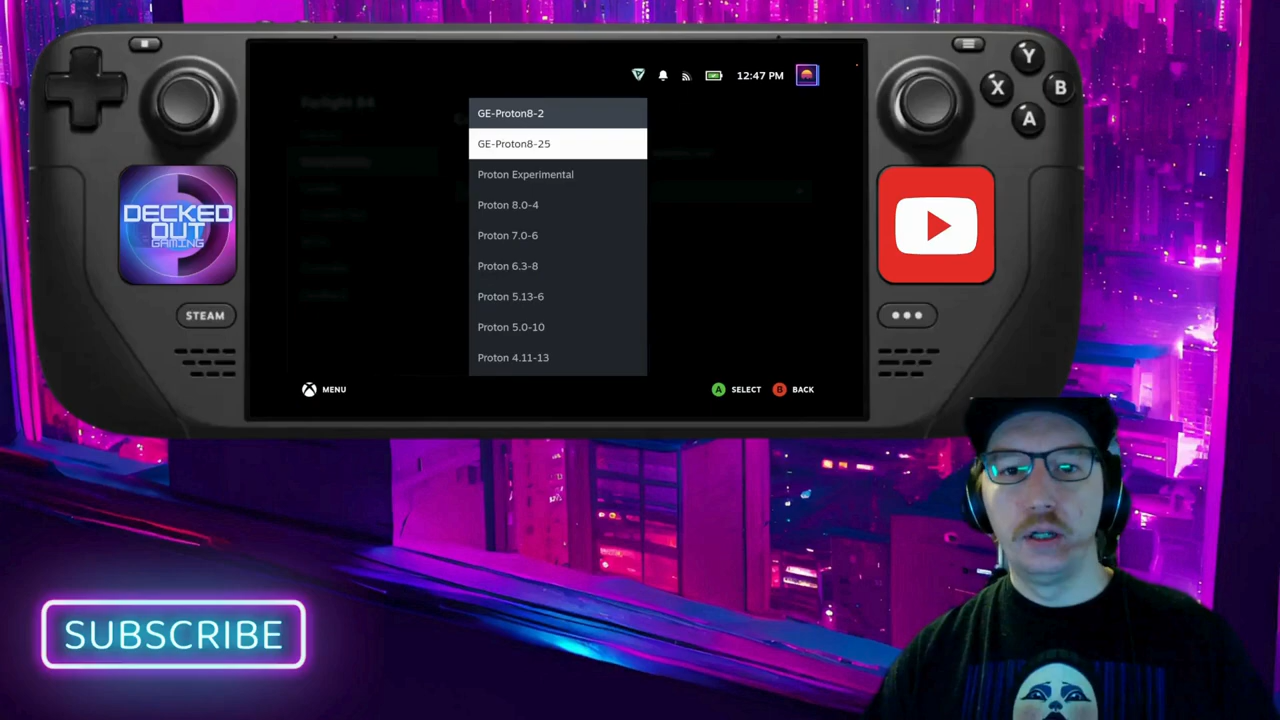 12:47 PM
GE-Proton8-2
GE-Proton8-25
Proton Experimental
Proton 8.0-4
Proton 7.0-6
Proton 6.3-8
Proton 5.13-6
Proton 5.0-10
Proton 4.11-13
MENU
A SELECT
B BACK
Y
X
B
A
DECKED
OUT
GAMING
STEAM
SUBSCRIBE